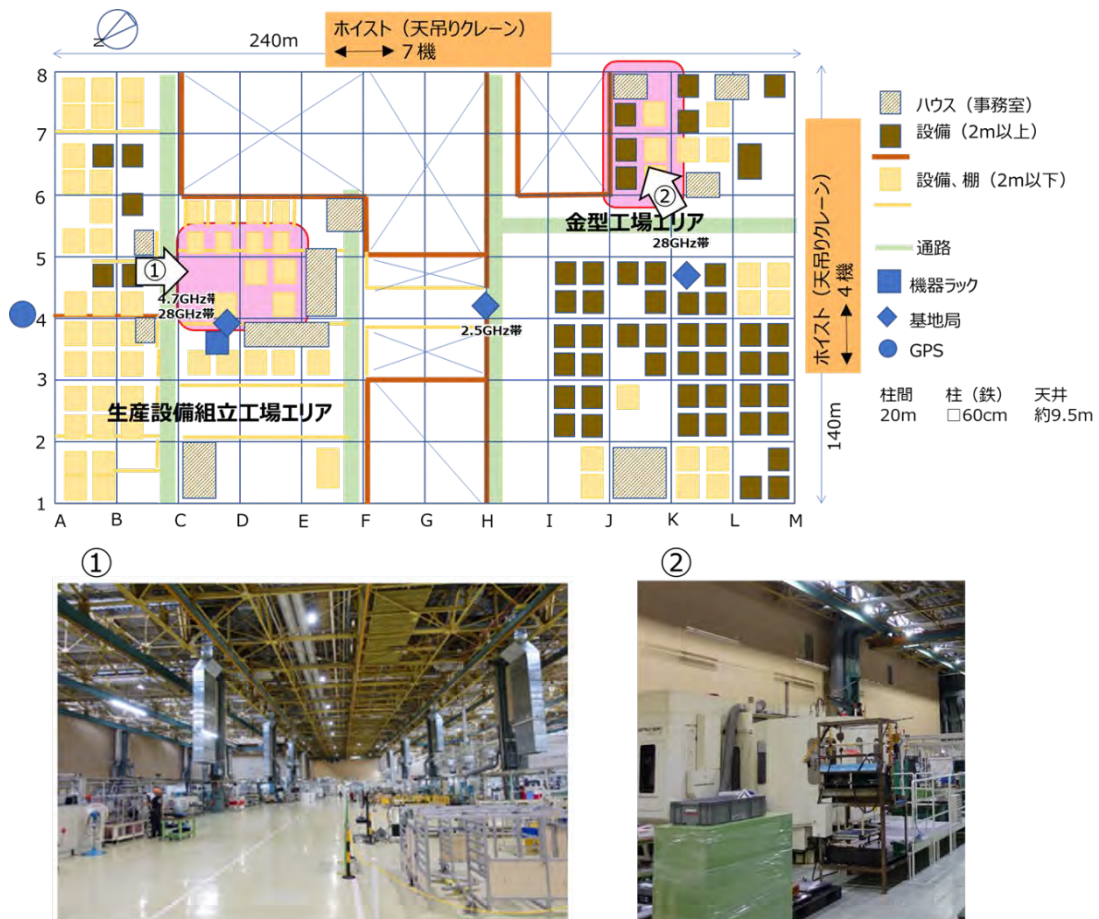 ホイスト（天吊りクレーン）
７機
240m
N
8
7
6
5
4
3
2
1
A
B
C
D
E
F
G
H
I
J
K
L
M
①
4.7GHz帯
28GHz帯
2.5GHz帯
②
金型工場エリア
28GHz帯
生産設備組立工場エリア
ホイスト（天吊りクレーン）
４機
140m
ハウス（事務室）
設備（2m以上）
設備、棚（2m以下）
通路
機器ラック
基地局
GPS
柱間 柱（鉄） 天井
20m □60cm 約9.5m
①
②